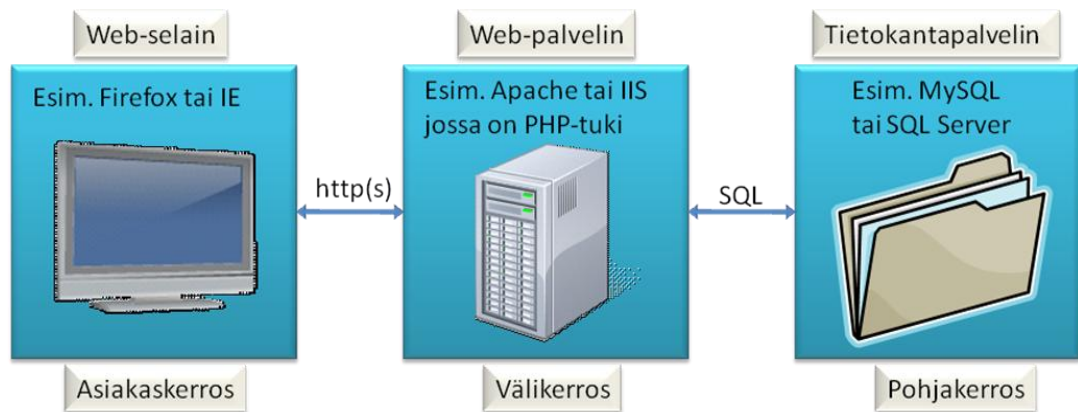 Web-selain
Web-palvelin
Tietokantapalvelin
Esim. Firefox tai IE
Esim. Apache tai IIS
jossa on PHP-tuki
Esim. MySQL
tai SQL Server
http(s)
SQL
Asiakaskerros
Välikerros
Pohjakerros